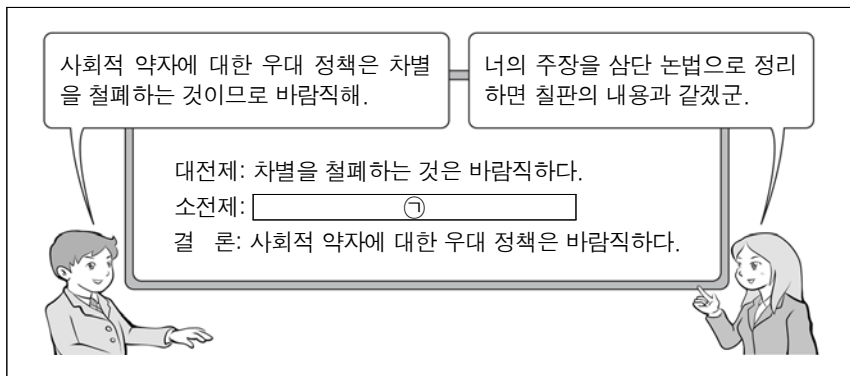 사회적 약자에 대한 우대 정책은 차별
을 철폐하는 것이므로 바람직해.
너의 주장을 삼단 논법으로 정리
하면 칠판의 내용과 같겠군.
대전제: 차별을 철폐하는 것은 바람직하다.
소전제: ㉠
결 론: 사회적 약자에 대한 우대 정책은 바람직하다.